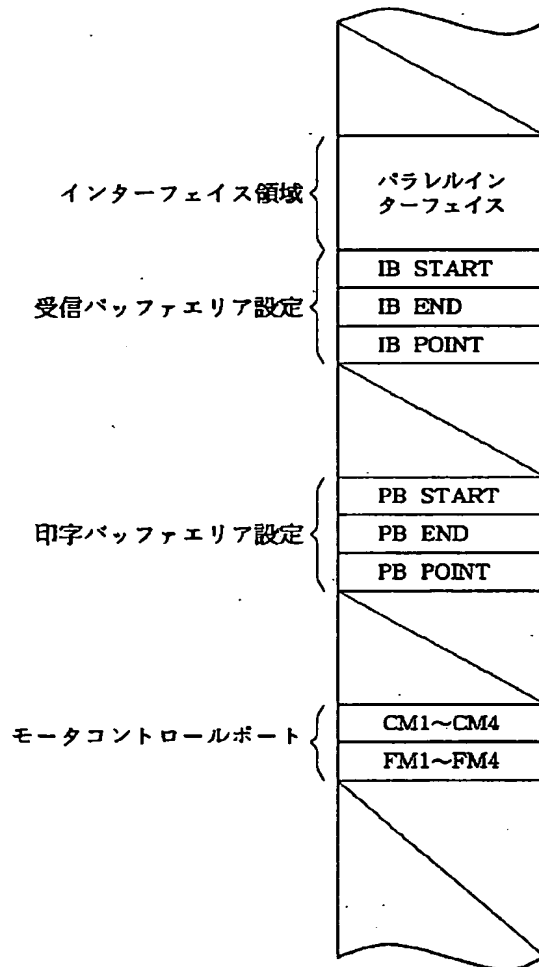 インターフェイス領域
パラレルイン
ターフェイス
受信バッファエリア設定
IB START
IB END
IB POINT
印字バッファエリア設定
PB START
PB END
PB POINT
モータコントロールポート
CM1～CM4
FM1～FM4